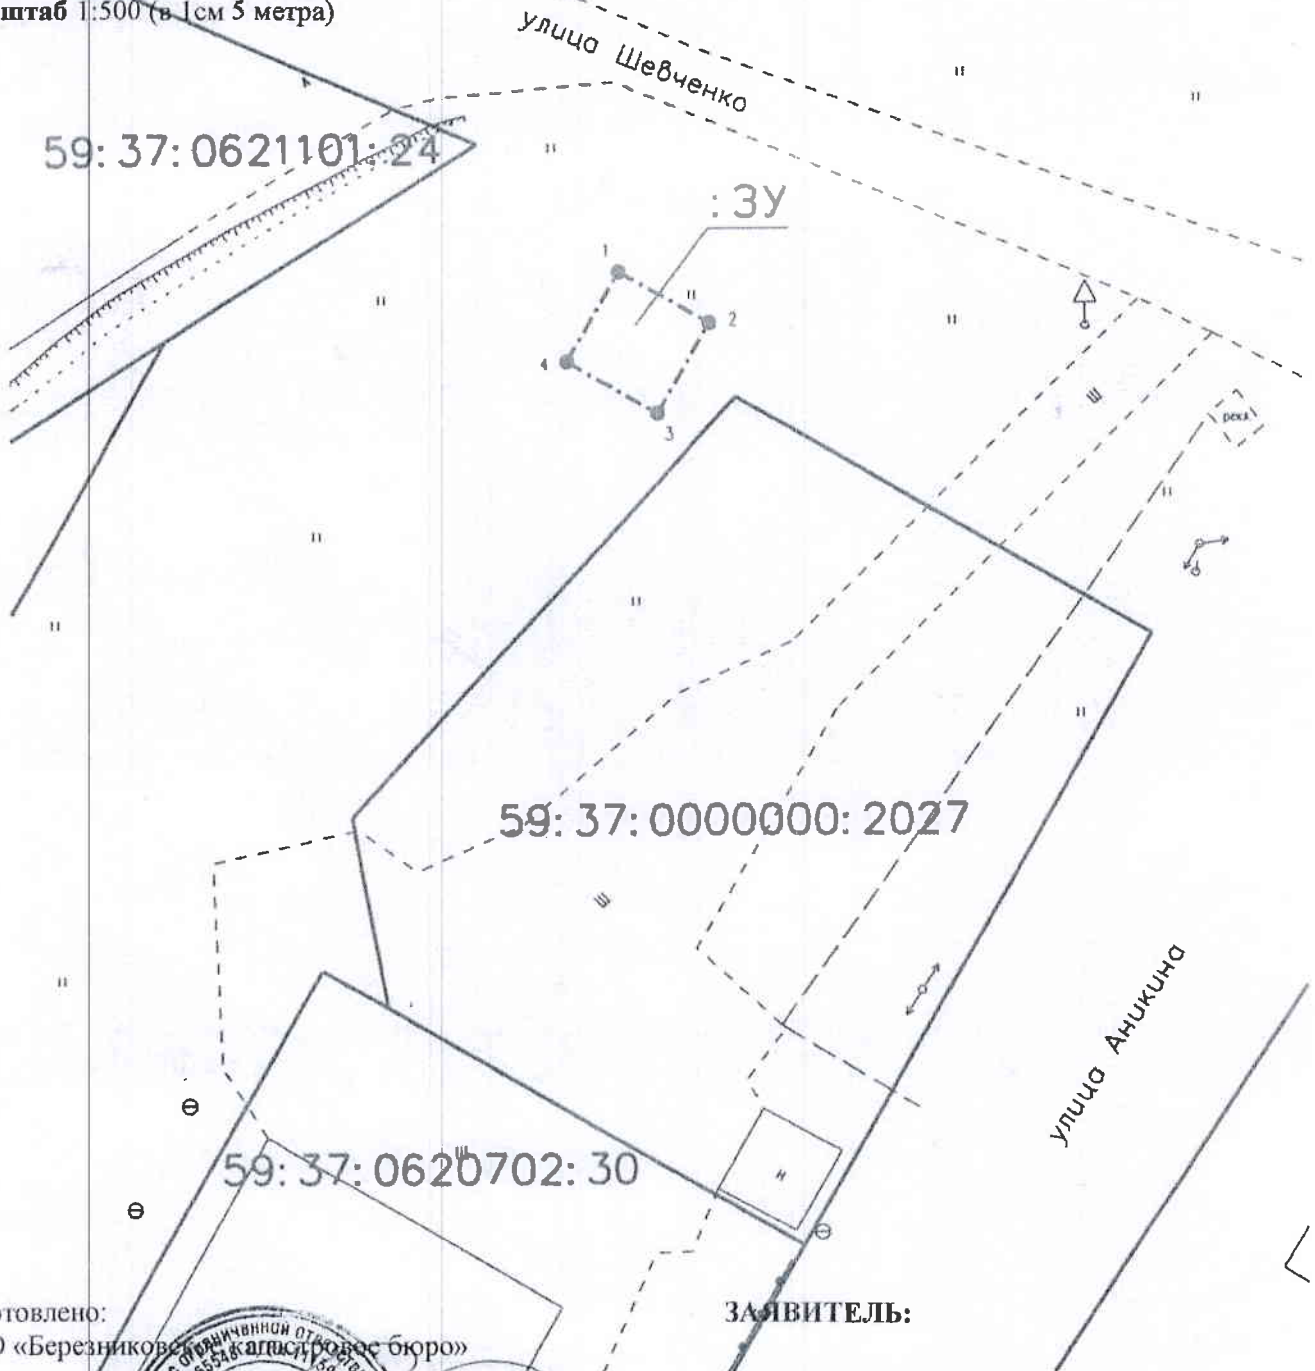 штаб 1:500 (в 1см 5 метра)
улица Шевченко
59:37:0621101:24
:ЗУ
1
2
4
3
река
59:37:0000000:2027
Ш
Ш
улица Аникина
Ш
59:37:0620702:30
н
отовлено:
ЗАЯВИТЕЛЬ:
«Березниковское кадастровое бюро»